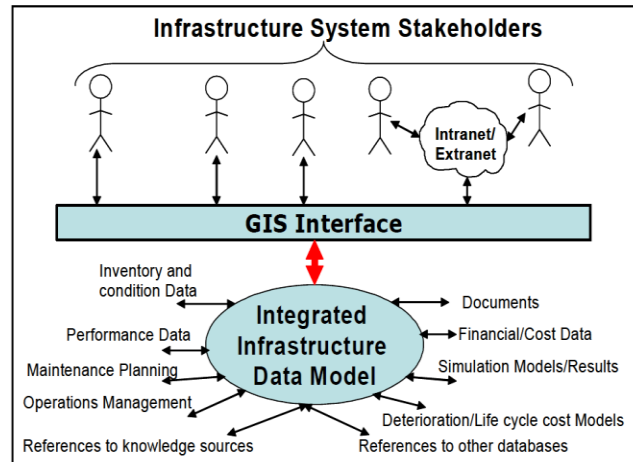 Infrastructure System Stakeholders
Intranet/
Extranet
GIS Interface
Inventory and
condition Data
Performance Data
Maintenance Planning
Operations Management
References to knowledge sources
Integrated
Infrastructure
Data Model
Documents
Financial/Cost Data
Simulation Models/Results
Deterioration/Life cycle cost Models
References to other databases